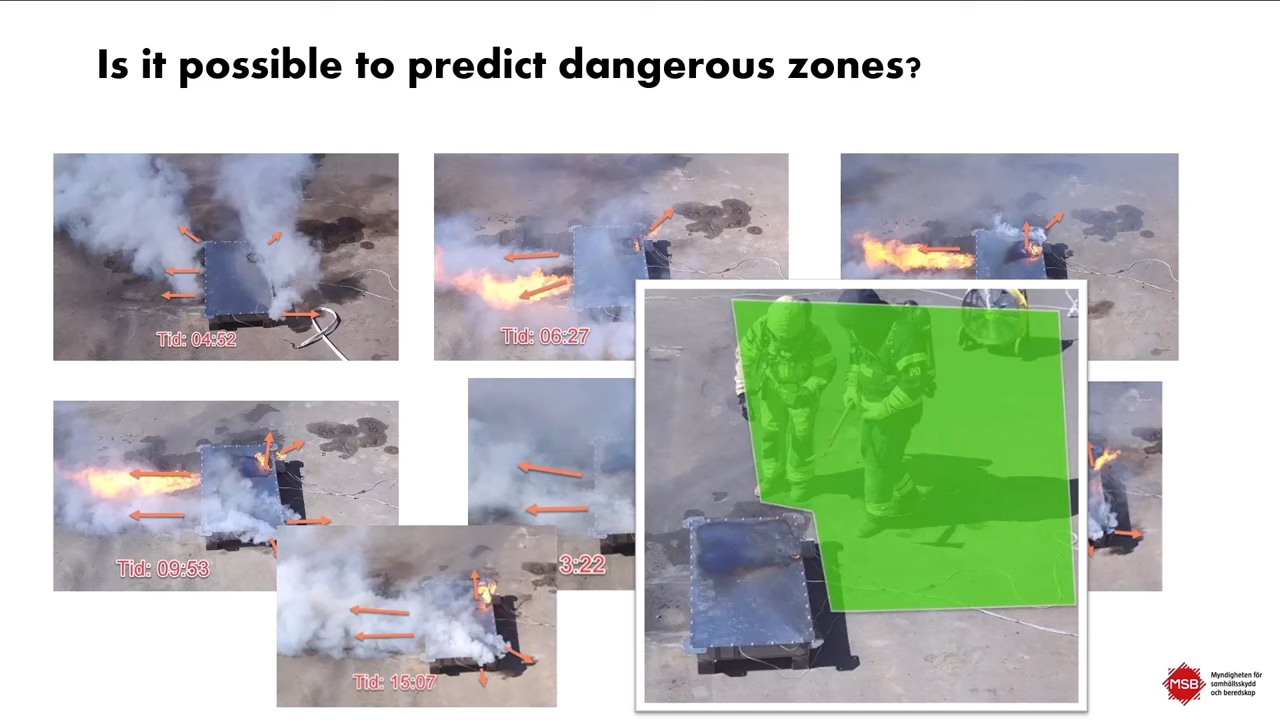 Is it possible to predict dangerous zones?
Tid: 04:52
Tid: 06:27
Tid: 09:53
3:22
Tid: 15:07
MSB
Myndigheten för
samhällsskydd
och beredskap